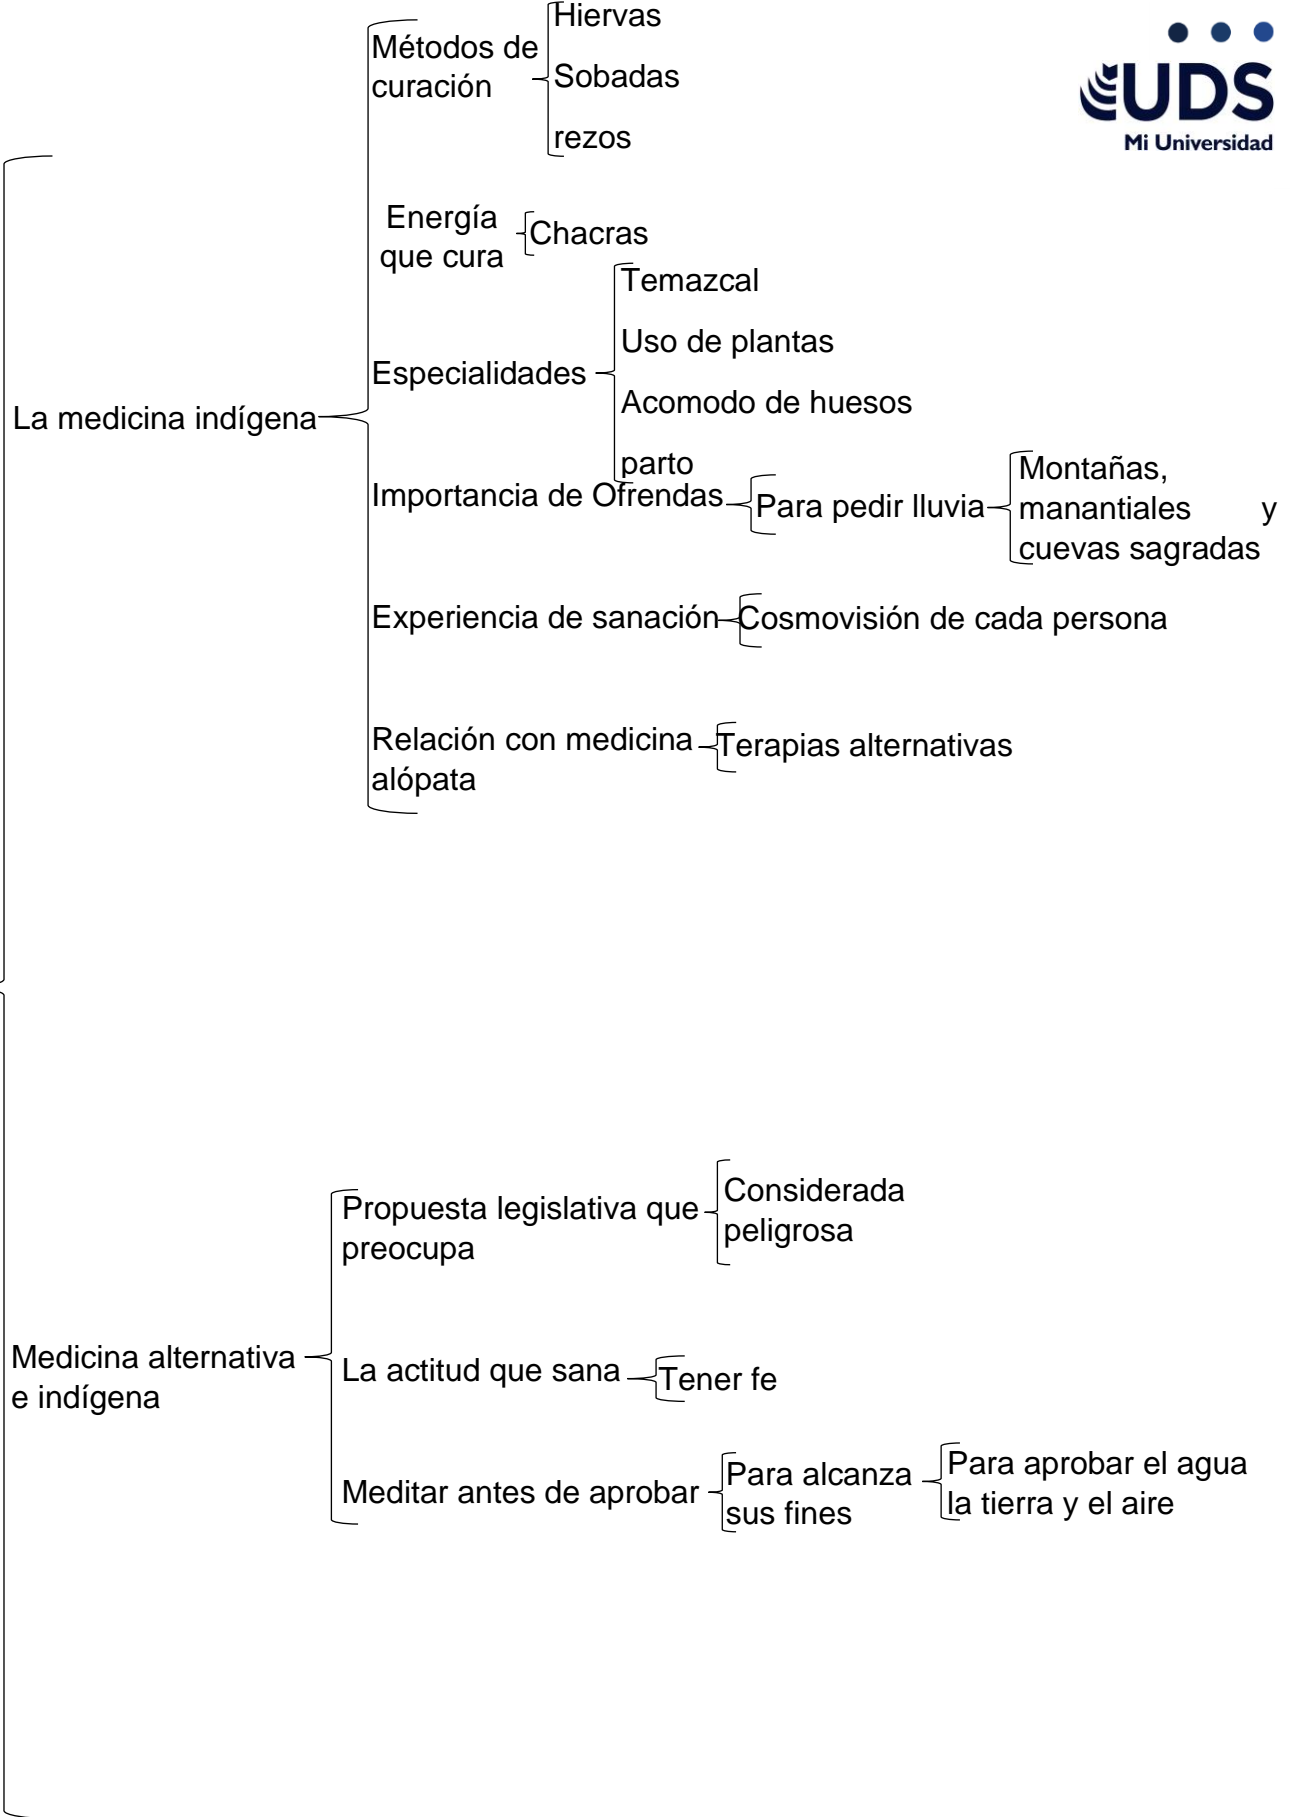 UDS
Mi Universidad
La medicina indígena
Métodos de
curación
Hiervas
Sobadas
rezos
Energía
que cura
Chacras
Especialidades
Temazcal
Uso de plantas
Acomodo de huesos
parto
Importancia de Ofrendas
Para pedir lluvia
Montañas,
manantiales y
cuevas sagradas
Experiencia de sanación
Cosmovisión de cada persona
Relación con medicina
alópata
Terapias alternativas
Medicina alternativa
e indígena
Propuesta legislativa que
preocupa
Considerada
peligrosa
La actitud que sana
Tener fe
Meditar antes de aprobar
Para alcanza
sus fines
Para aprobar el agua
la tierra y el aire